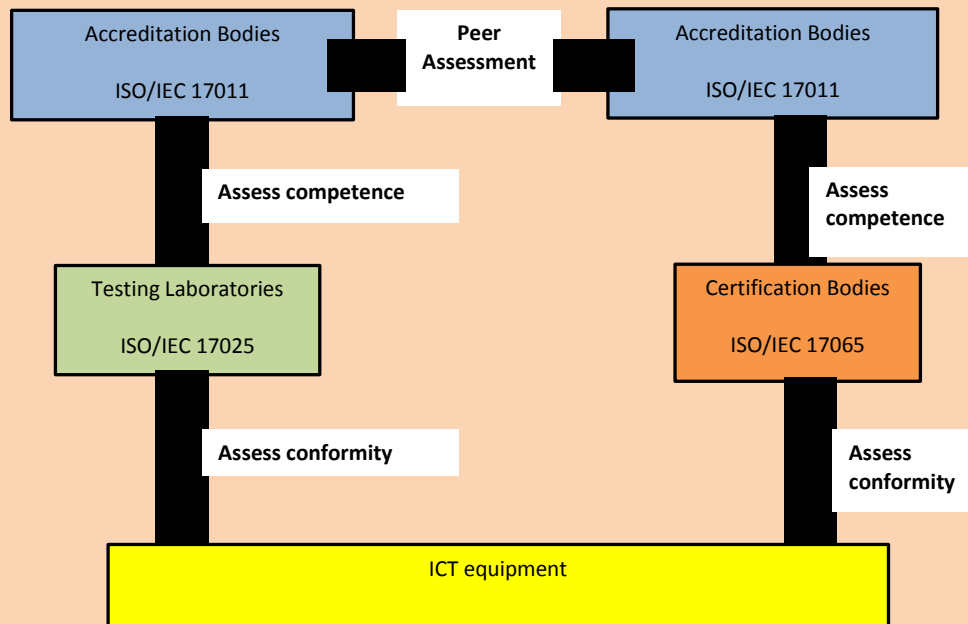 Accreditation Bodies
ISO/IEC 17011
Peer
Assessment
Accreditation Bodies
ISO/IEC 17011
Assess competence
Assess
competence
Testing Laboratories
ISO/IEC 17025
Certification Bodies
ISO/IEC 17065
Assess conformity
Assess
conformity
ICT equipment